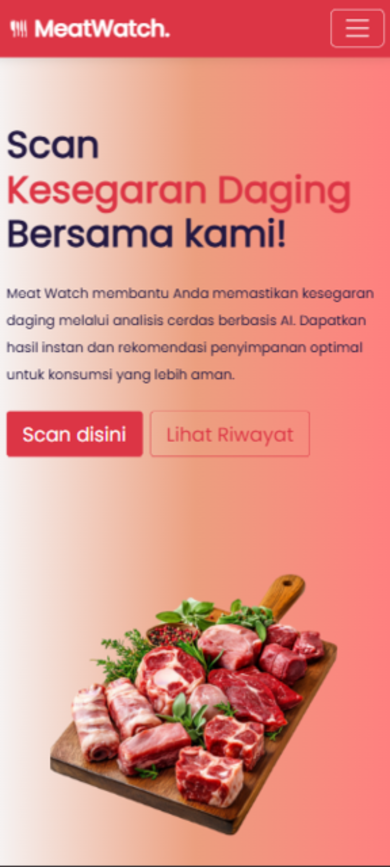 MeatWatch.
Scan
Kesegaran Daging
Bersama kami!
Meat Watch membantu Anda memastikan kesegaran
daging melalui analisis cerdas berbasis AI. Dapatkan
hasil instan dan rekomendasi penyimpanan optimal
untuk konsumsi yang lebih aman.
Scan disini
Lihat Riwayat